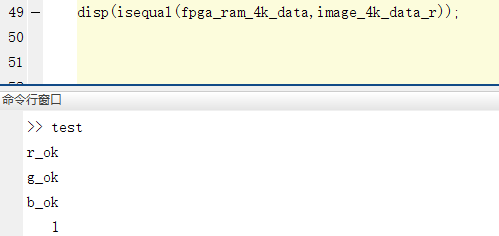 49 — disp(isequal(fpga_ram_4k_data,image_4k_data_r));
50
51
命令行窗口
>> test
r_ok
g_ok
b_ok
1